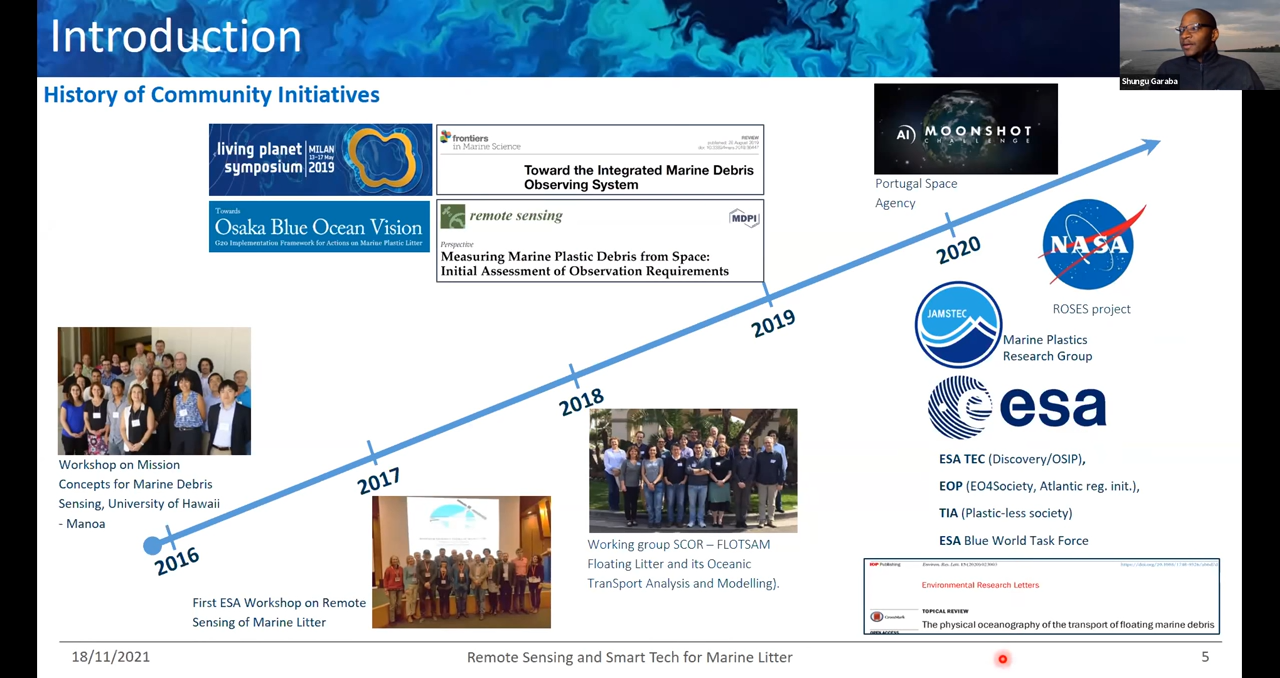 Introduction
Shungu Garaba
History of Community Initiatives
living planet
symposium
MILAN
13-17 May
2019
frontiers
in Marine Science
REVIEW
Toward the Integrated Marine Debris
Observing System
Towards
Osaka Blue Ocean Vision
G20 Implementation Framework for Actions on Marine Plastic Litter
remote sensing
MDPI
Perspective
Measuring Marine Plastic Debris from Space:
Initial Assessment of Observation Requirements
AI MOONSHOT
CHALLENGE
Portugal Space
Agency
2020
NASA
ROSES project
2019
JAMSTEC
Marine Plastics
Research Group
2018
esa
Workshop on Mission
Concepts for Marine Debris
Sensing, University of Hawaii
- Manoa
2017
ESA TEC (Discovery/OSIP),
EOP (EO4Society, Atlantic reg. init.),
TIA (Plastic-less society)
ESA Blue World Task Force
2016
Working group SCOR – FLOTSAM
Floating Litter and its Oceanic
TranSport Analysis and Modelling).
First ESA Workshop on Remote
Sensing of Marine Litter
IOP Publishing
Environmental Research Letters
CrossMark
OPEN ACCESS
TOPICAL REVIEW
The physical oceanography of the transport of floating marine debris
18/11/2021
Remote Sensing and Smart Tech for Marine Litter
5